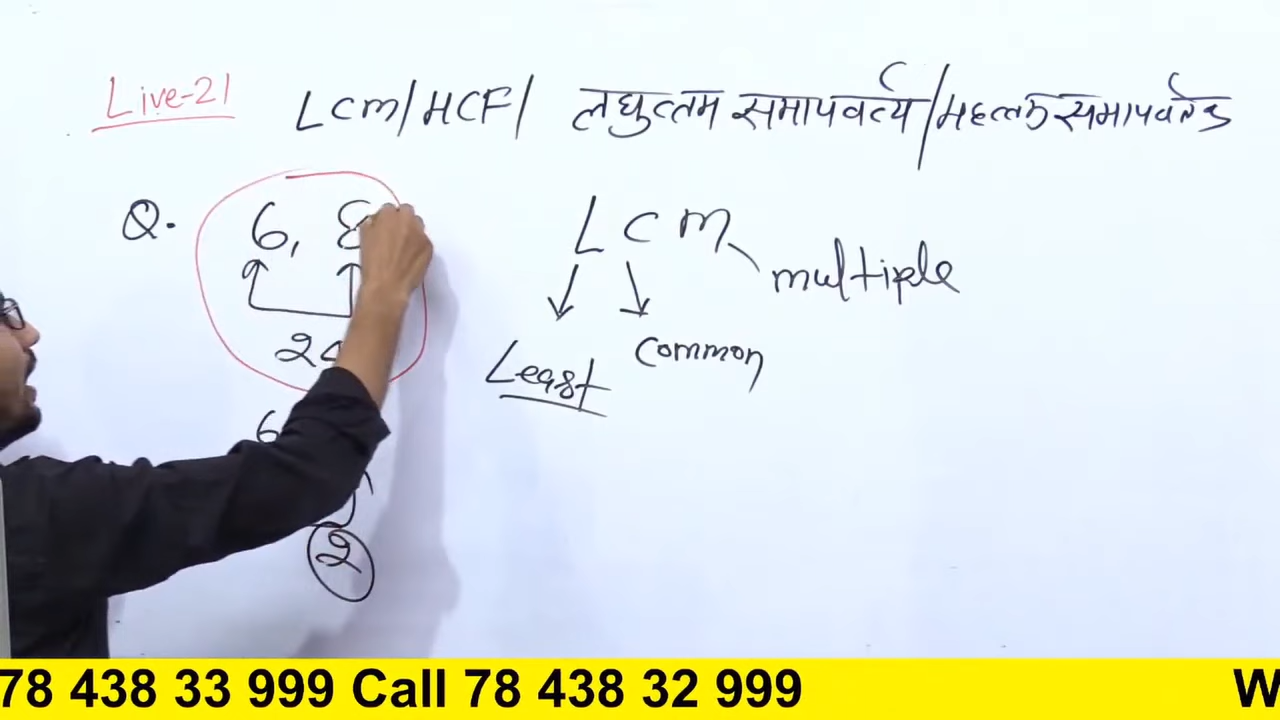 Live-21 LCM/HCF/ लघुत्तम समापवर्त्य/महत्तम समापवर्तक
Q. 6, 8 LCM multiple
24 Least common
6
2
78 438 33 999 Call 78 438 32 999 W